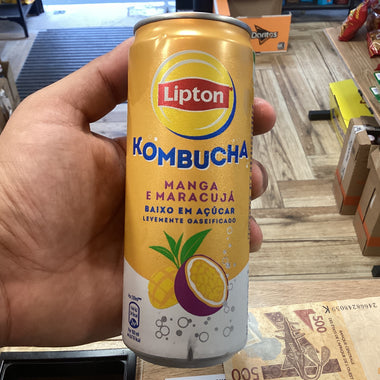 Doritos
Lipton
KOMBUCHA
MANGA
E MARACUJÁ
BAIXO EM AÇÚCAR
LEVEMENTE GASEIFICADO
500
500